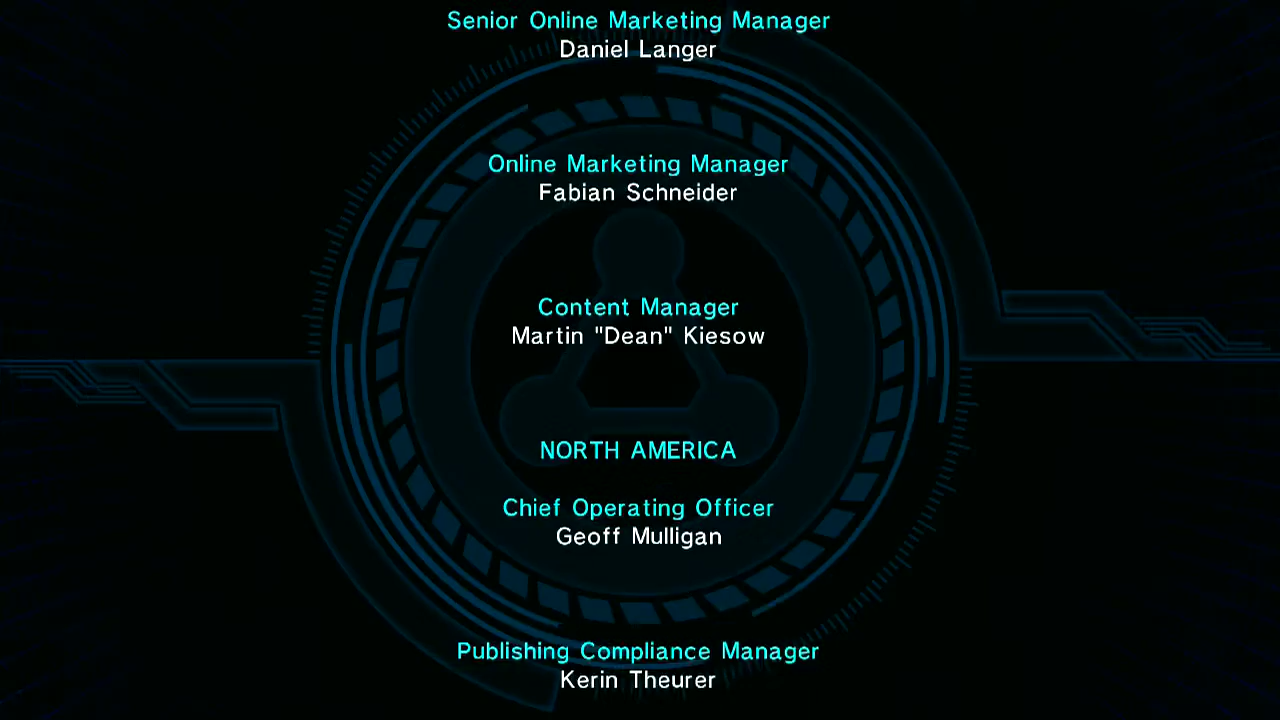 Senior Online Marketing Manager
Daniel Langer
Online Marketing Manager
Fabian Schneider
Content Manager
Martin "Dean" Kiesow
NORTH AMERICA
Chief Operating Officer
Geoff Mulligan
Publishing Compliance Manager
Kerin Theurer